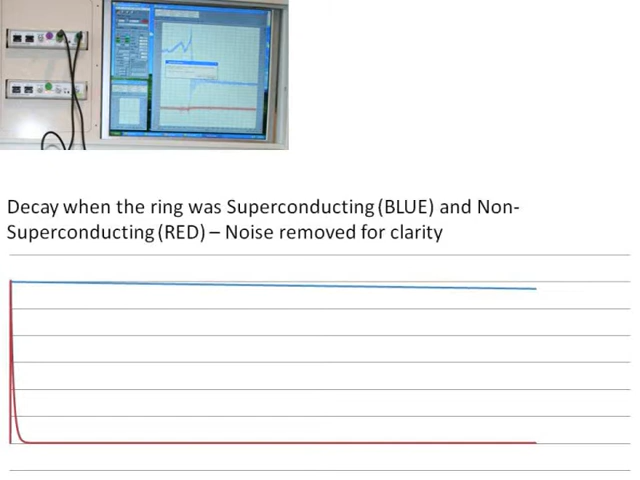 Decay when the ring was Superconducting (BLUE) and Non-
Superconducting (RED) – Noise removed for clarity